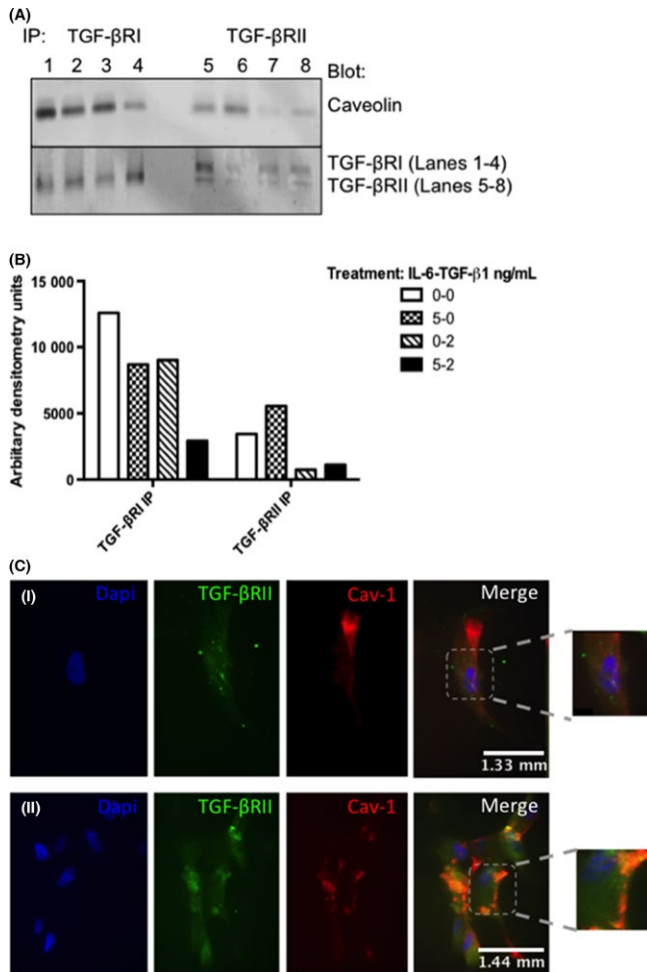 (A)
IP: TGF-βRI TGF-βRII
1 2 3 4 5 6 7 8 Blot:
Caveolin
TGF-βRI (Lanes 1-4)
TGF-βRII (Lanes 5-8)
(B)
Arbiitary densitometry units
15 000
10 000
5000
0
TGF-βRI IP
TGF-βRII IP
Treatment: IL-6-TGF-β1 ng/mL
0-0
5-0
0-2
5-2
(C)
(I) Dapi TGF-βRII Cav-1 Merge
1.33 mm
(II) Dapi TGF-βRII Cav-1 Merge
1.44 mm